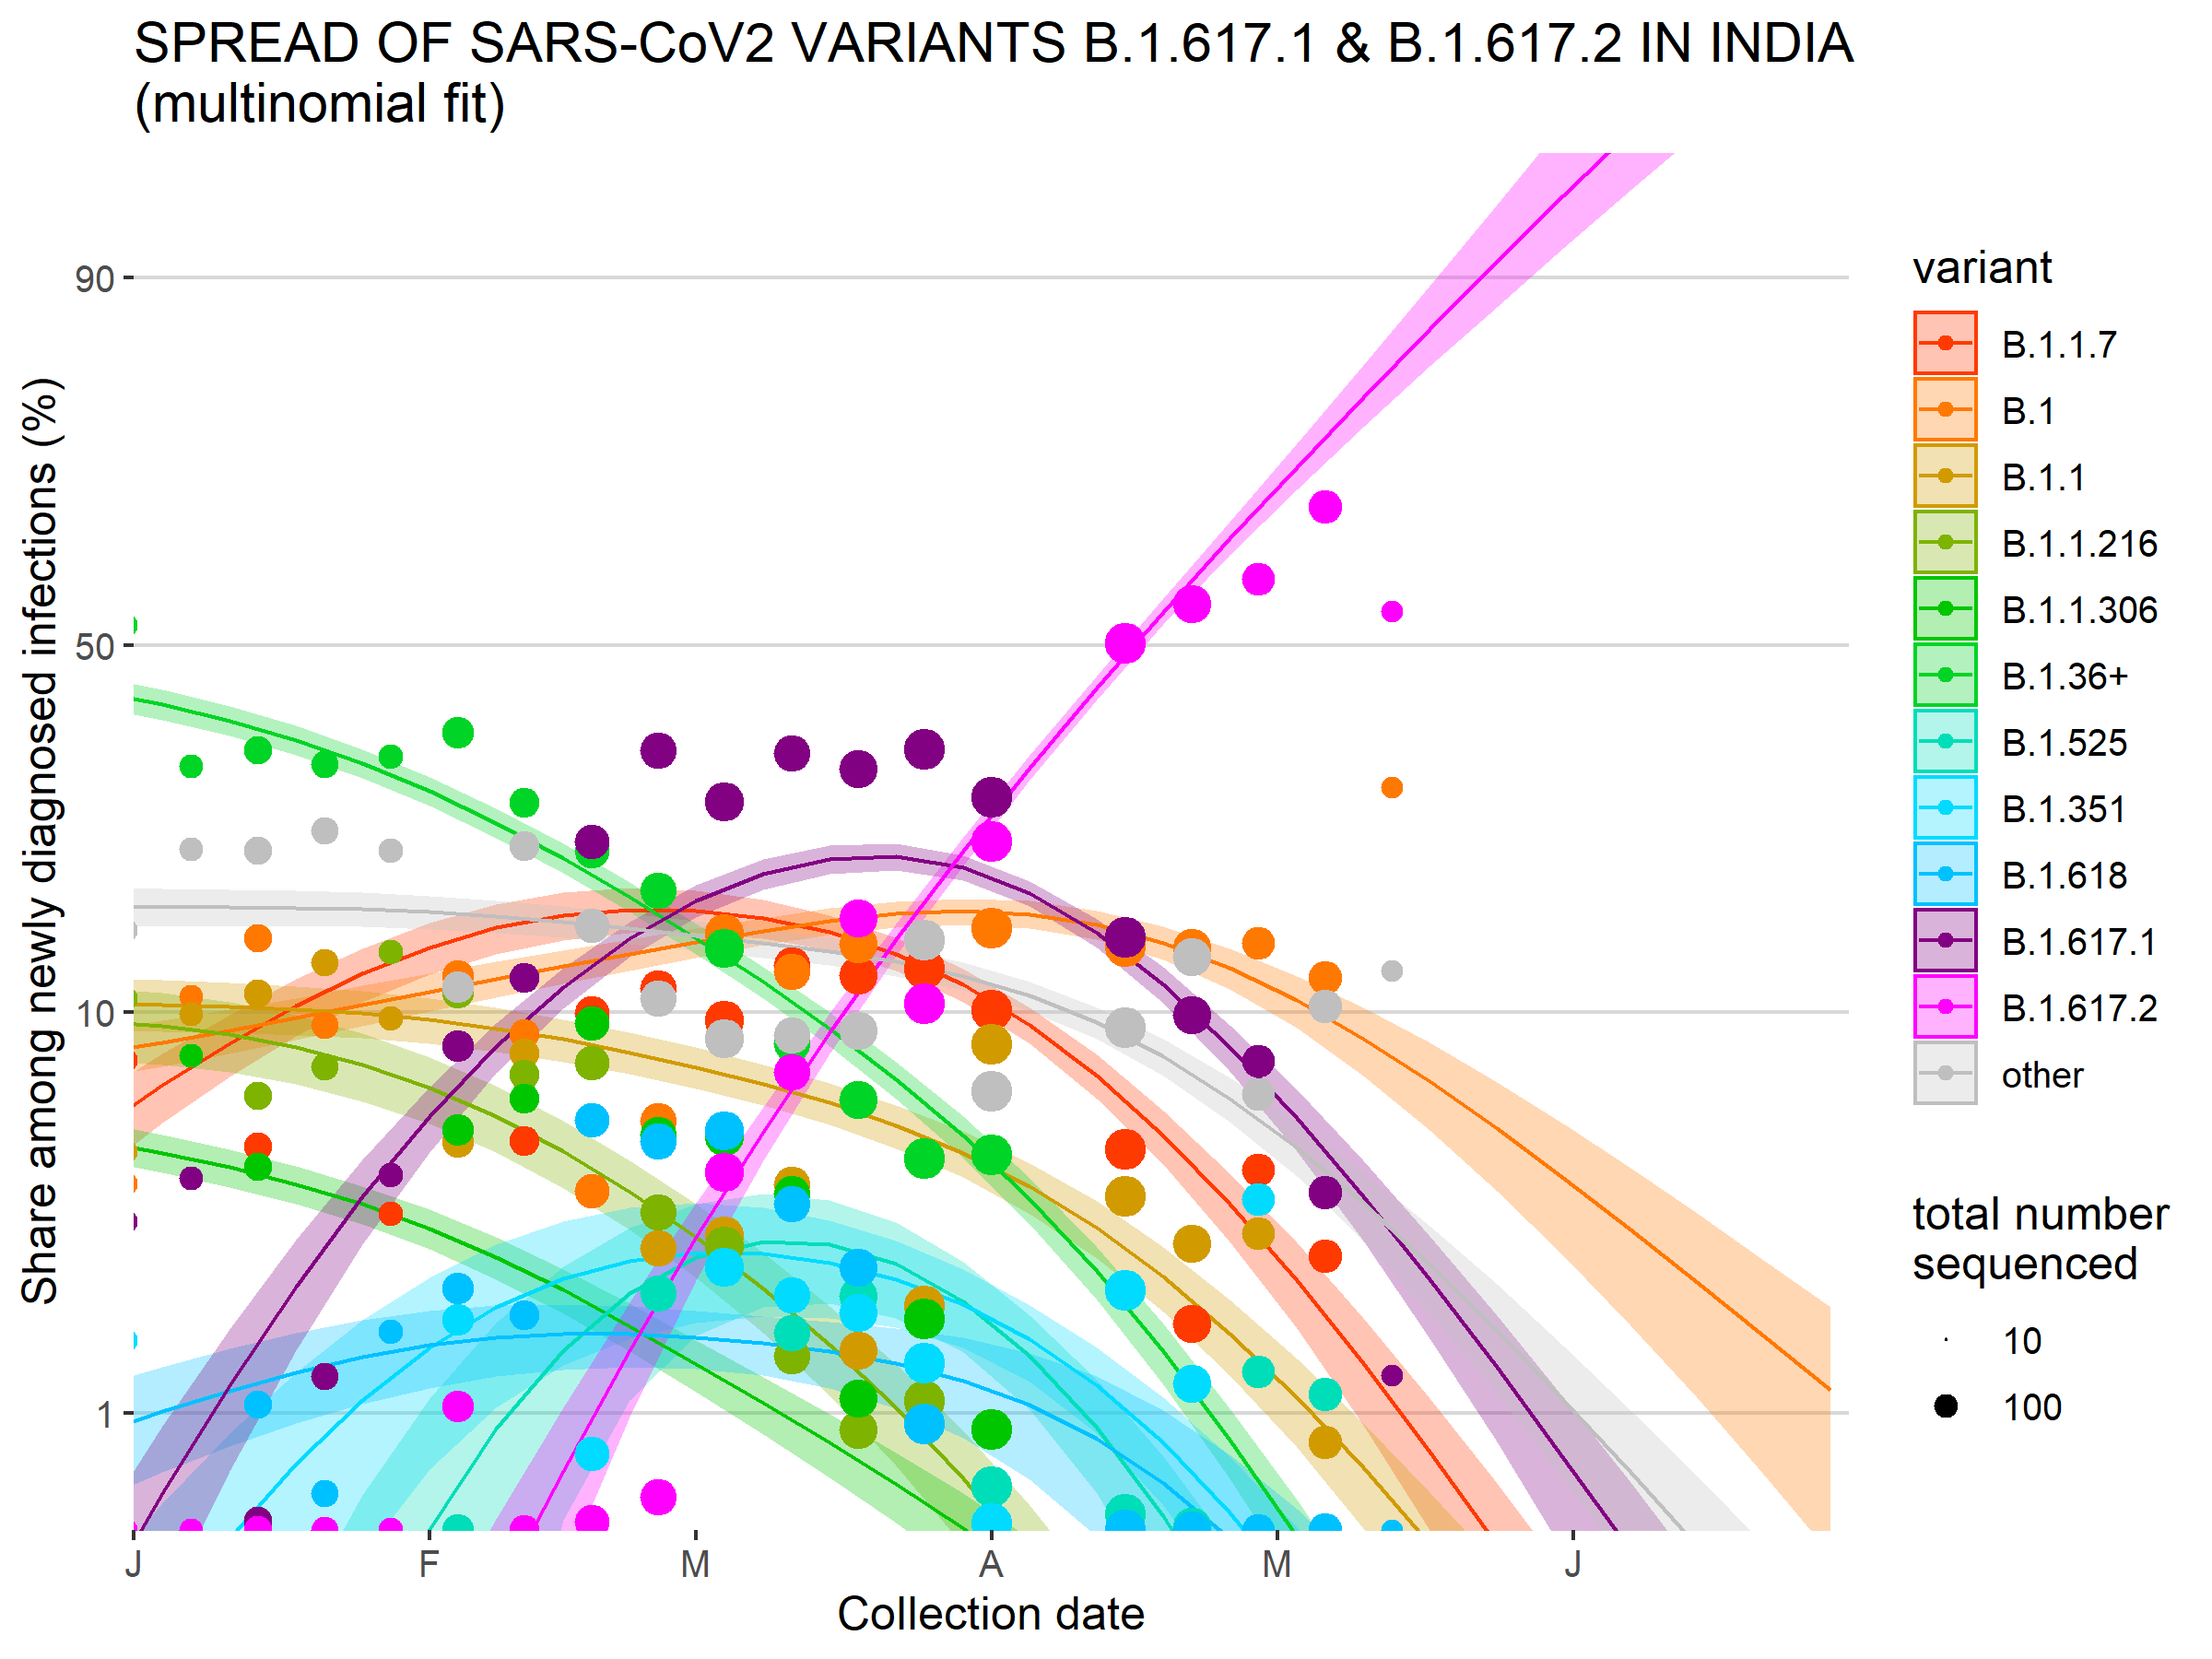 SPREAD OF SARS-CoV2 VARIANTS B.1.617.1 & B.1.617.2 IN INDIA
(multinomial fit)
Share among newly diagnosed infections (%)
90
50
10
1
J F M A M J
Collection date
variant
B.1.1.7
B.1
B.1.1
B.1.1.216
B.1.1.306
B.1.36+
B.1.525
B.1.351
B.1.618
B.1.617.1
B.1.617.2
other
total number
sequenced
10
100